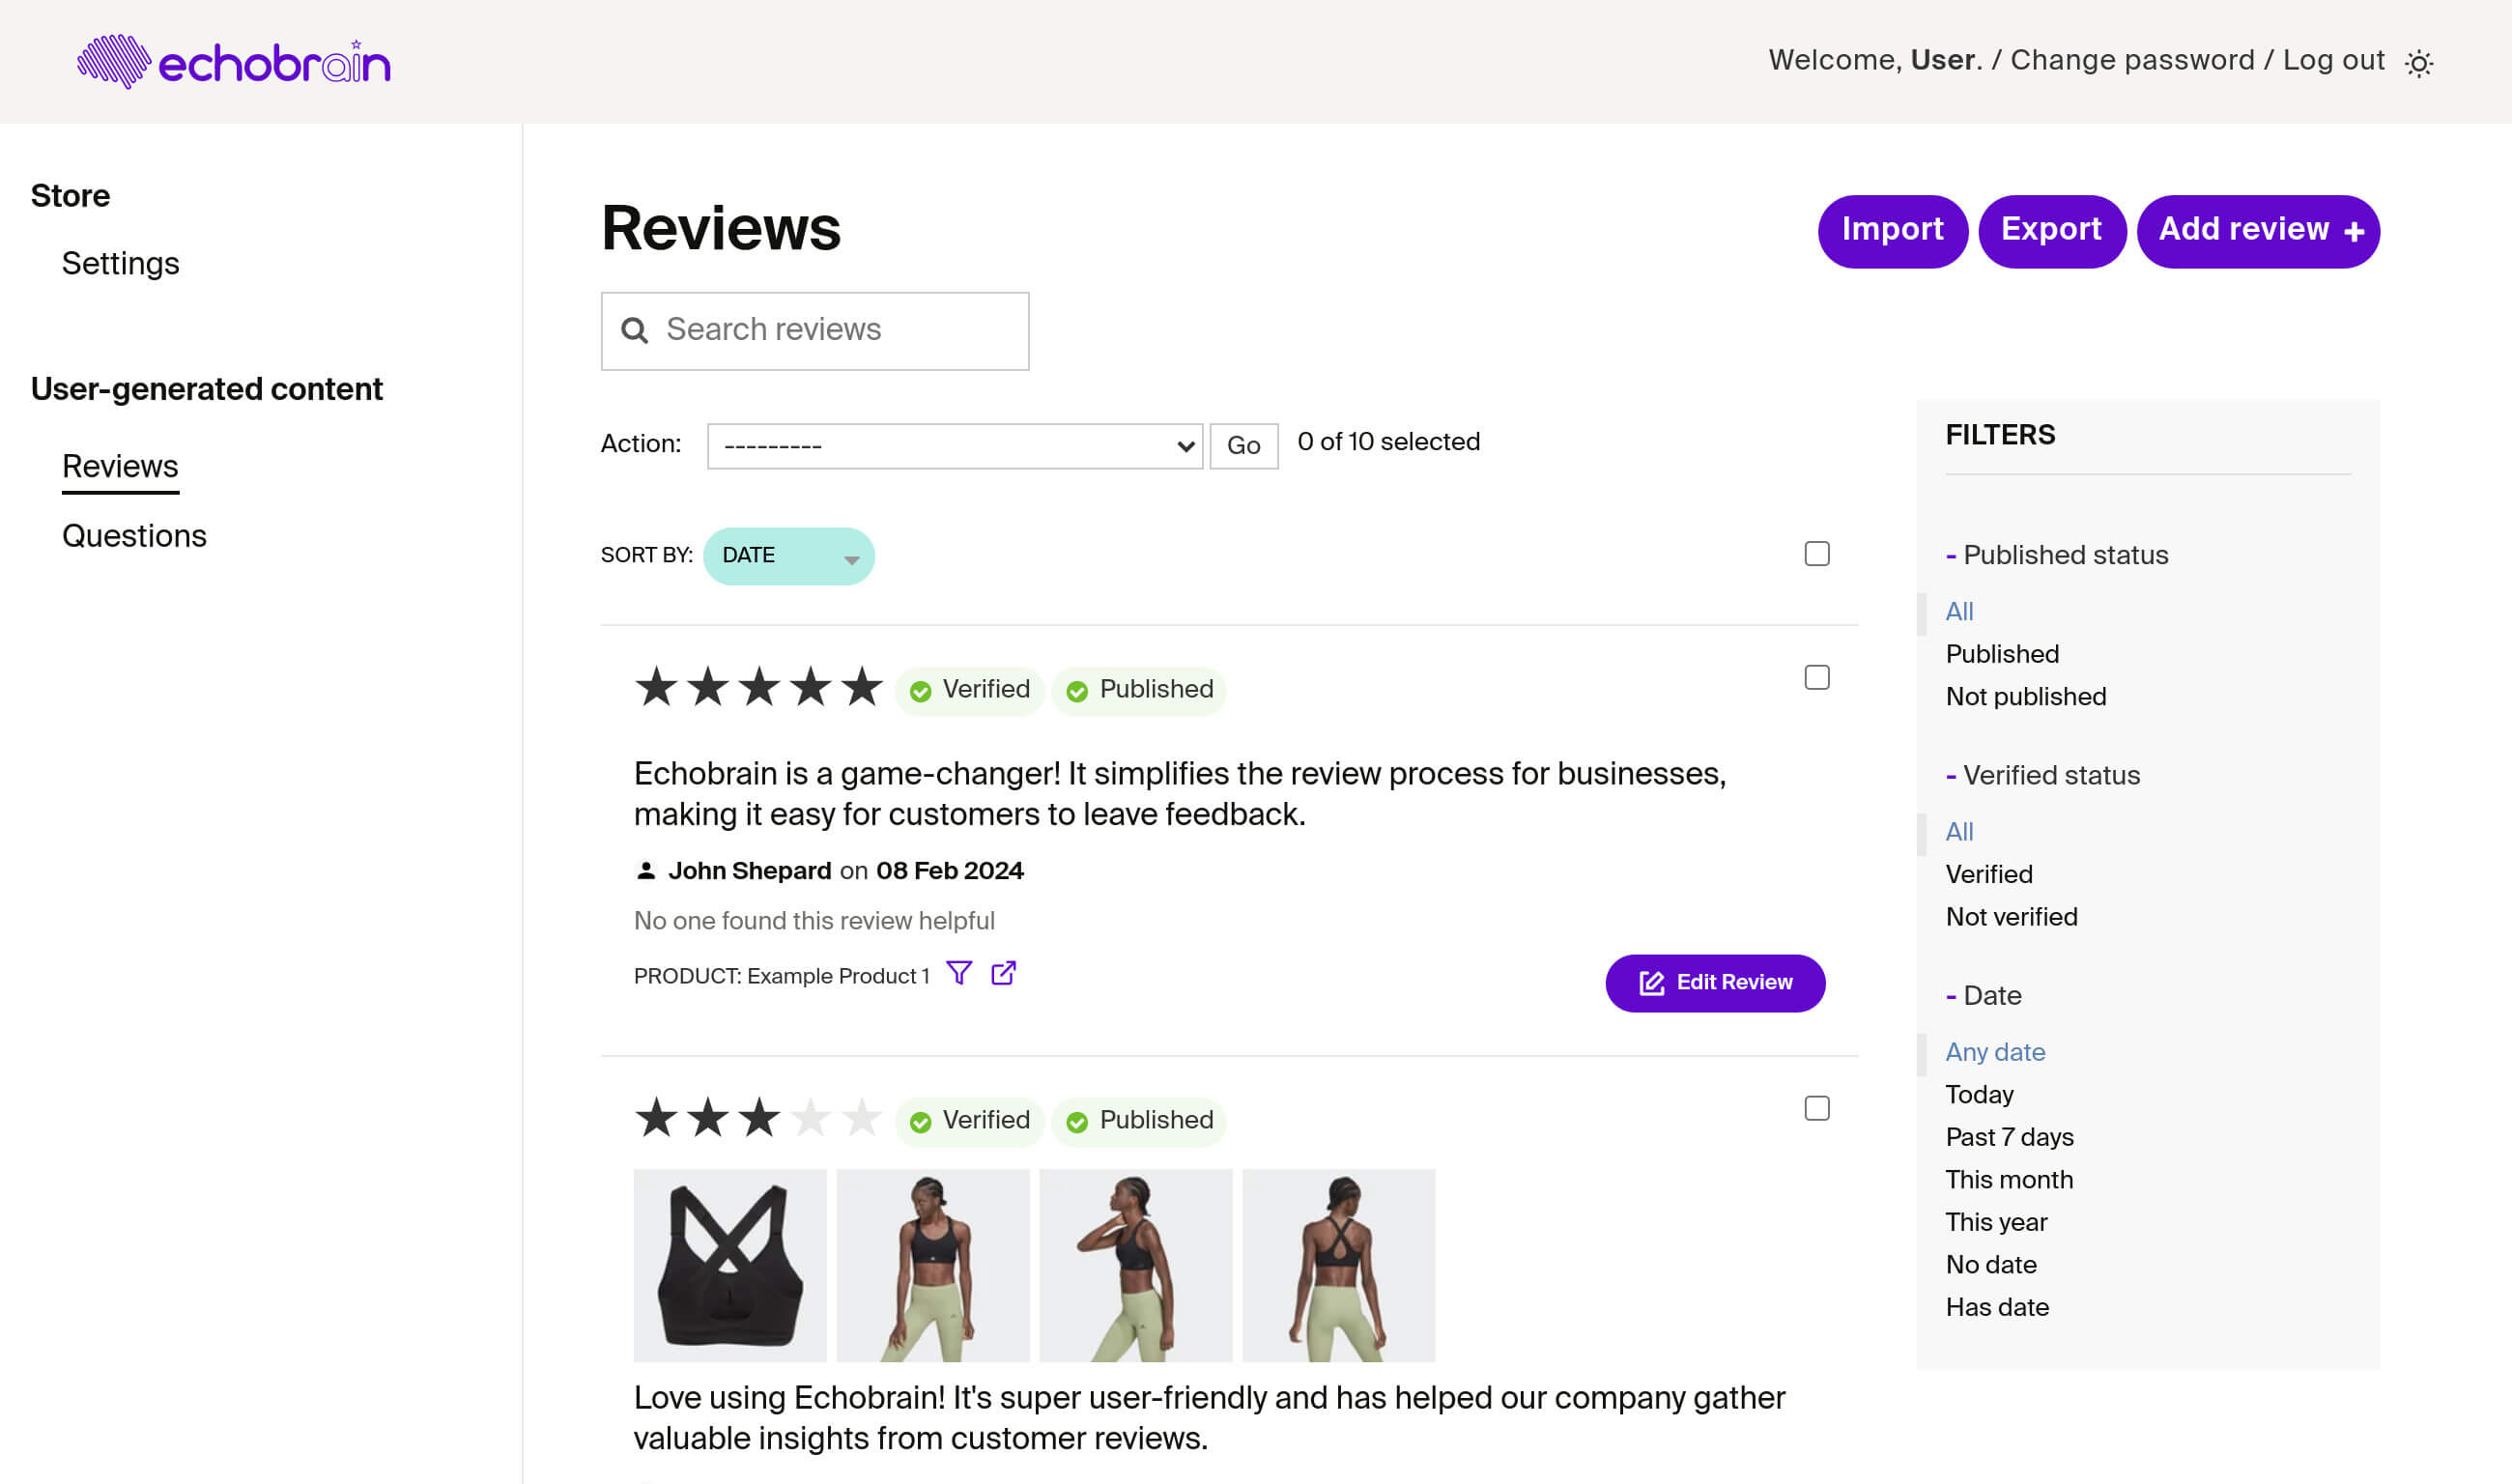 echobrain
Welcome, User. / Change password / Log out
Store
Settings
User-generated content
Reviews
Questions
Reviews
Import
Export
Add review +
Search reviews
Action:
---------
Go
0 of 10 selected
SORT BY:
DATE
Verified
Published
Echobrain is a game-changer! It simplifies the review process for businesses,
making it easy for customers to leave feedback.
John Shepard on 08 Feb 2024
No one found this review helpful
PRODUCT: Example Product 1
Edit Review
Verified
Published
Love using Echobrain! It's super user-friendly and has helped our company gather
valuable insights from customer reviews.
FILTERS
- Published status
All
Published
Not published
- Verified status
All
Verified
Not verified
- Date
Any date
Today
Past 7 days
This month
This year
No date
Has date